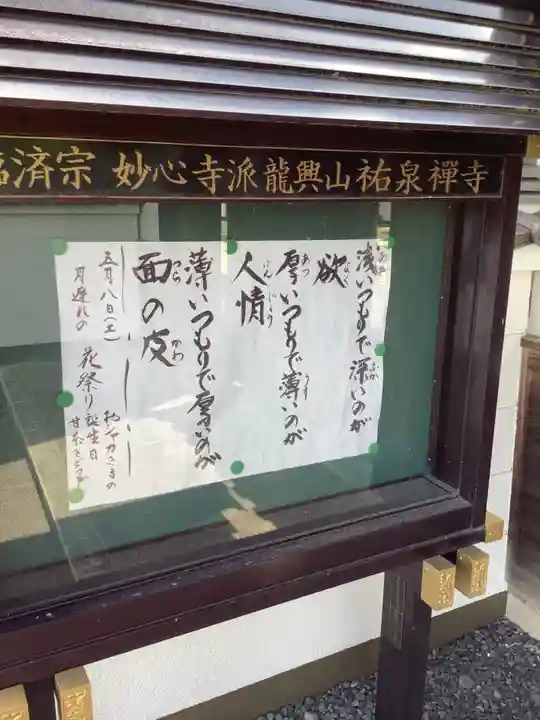 臨済宗 妙心寺派龍興山祐泉禪寺
浅いつもりで深いのが
欲
厚いつもりで薄いのが
人情
薄いつもりで厚いのが
面の皮
五月八日(土)
月遅れの 花祭り
おシャカさまの
誕生日
甘茶をどうぞ